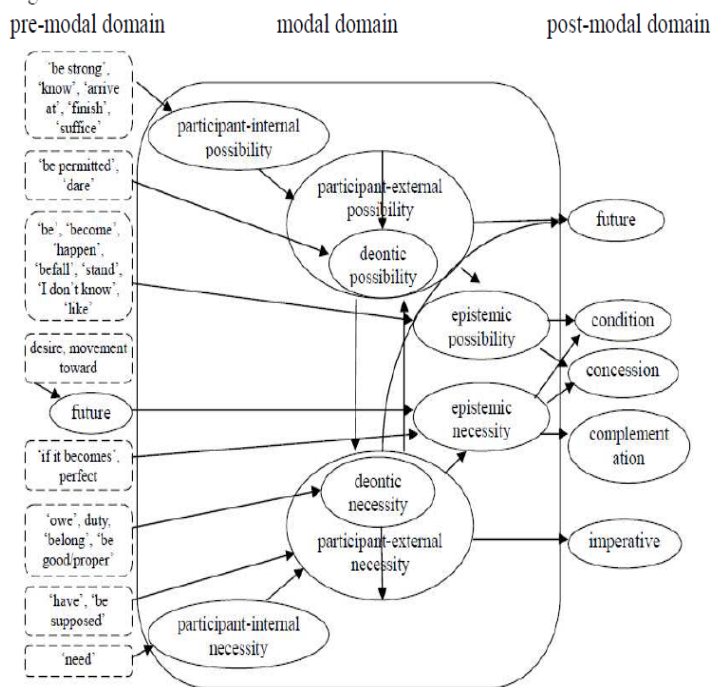 pre-modal domain
modal domain
post-modal domain
‘be strong’,
‘know’, ‘arrive
at’, ‘finish’,
‘suffice’
‘be permitted’,
‘dare’
‘be’, ‘become’,
‘happen’,
‘befall’, ‘stand’,
‘I don’t know’,
‘like’
desire, movement
toward
future
‘if it becomes’,
perfect
‘owe’, duty,
‘belong’, ‘be
good/proper’
‘have’, ‘be
supposed’
‘need’
participant-internal
possibility
participant-external
possibility
deontic
possibility
epistemic
possibility
epistemic
necessity
deontic
necessity
participant-external
necessity
participant-internal
necessity
future
condition
concession
complement
ation
imperative